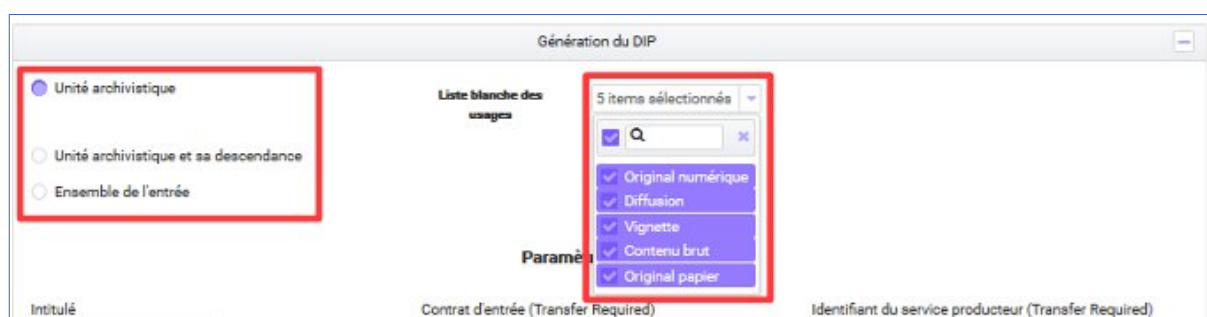 Génération du DIP
Unité archivistique
Unité archivistique et sa descendance
Ensemble de l'entrée
Liste blanche des
usages
5 items sélectionnés
Original numérique
Diffusion
Vignette
Contenu brut
Original papier
Intitulé
Contrat d'entrée (Transfer Required)
Identifiant du service producteur (Transfer Required)